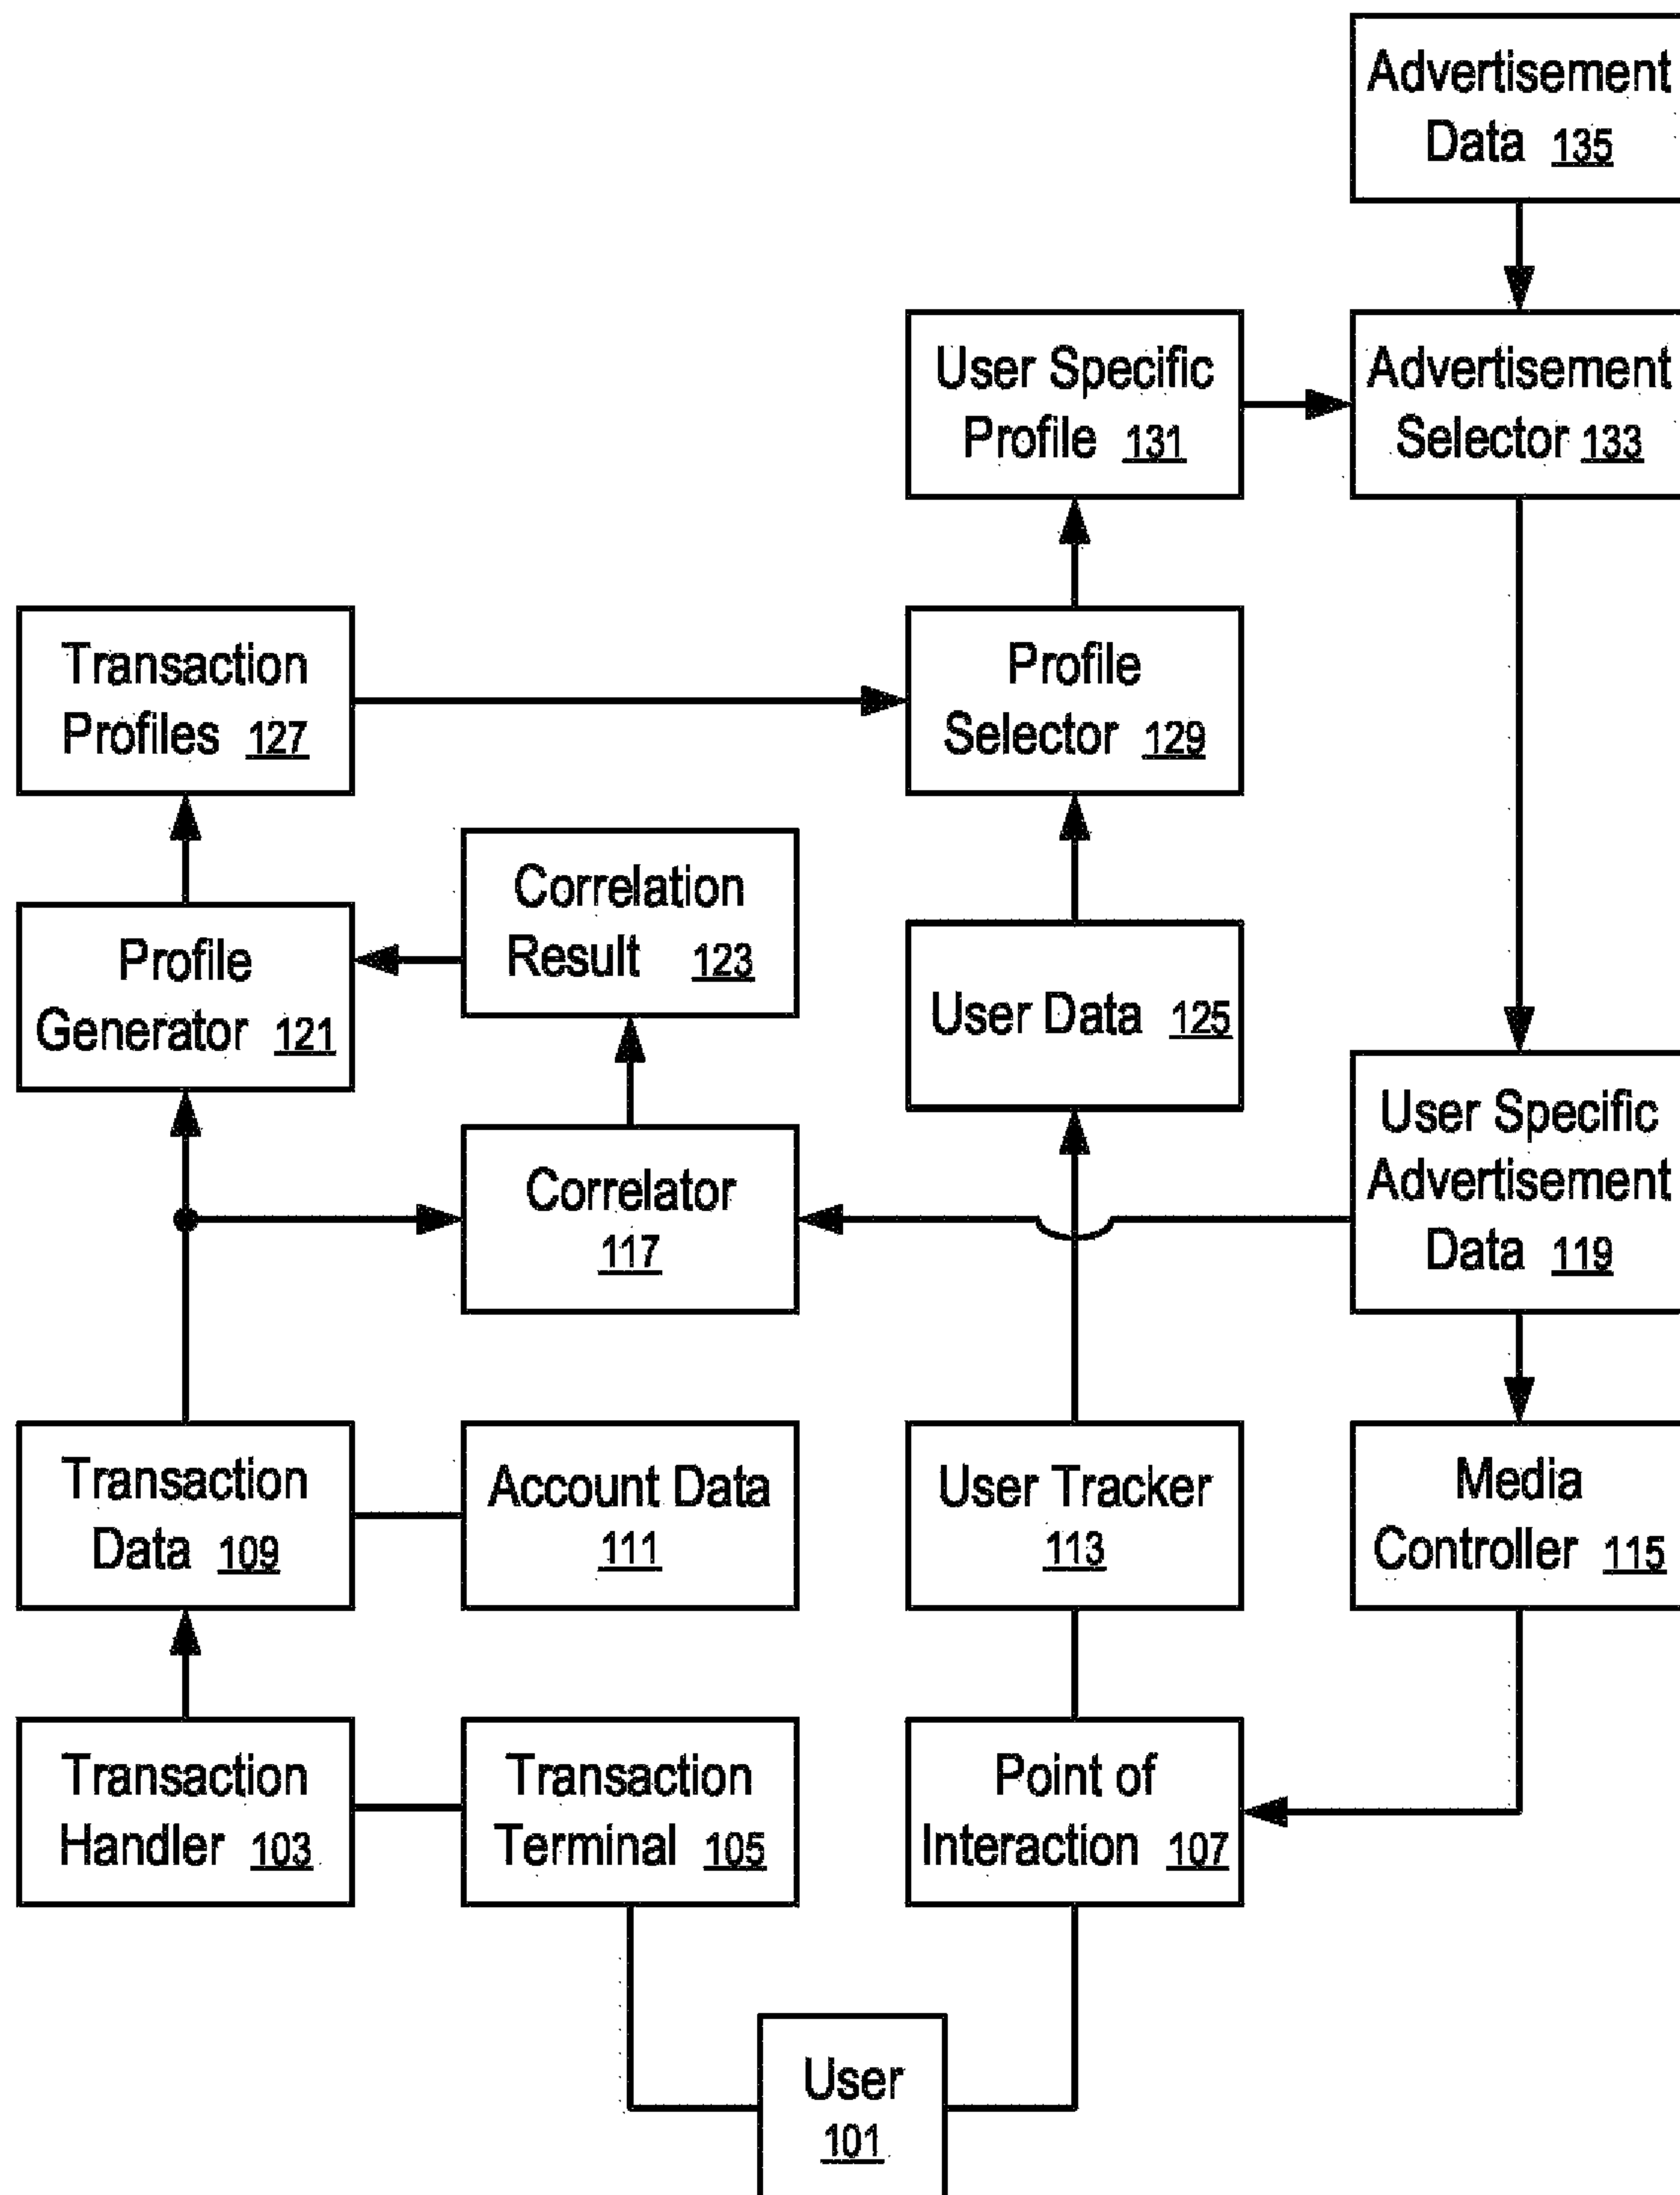 Advertisement
Data 135
User Specific
Profile 131
Advertisement
Selector 133
Transaction
Profiles 127
Profile
Selector 129
Correlation
Result 123
Profile
Generator 121
User Data 125
User Specific
Advertisement
Data 119
Correlator
117
Transaction
Data 109
Account Data
111
User Tracker
113
Media
Controller 115
Transaction
Handler 103
Transaction
Terminal 105
Point of
Interaction 107
User
101